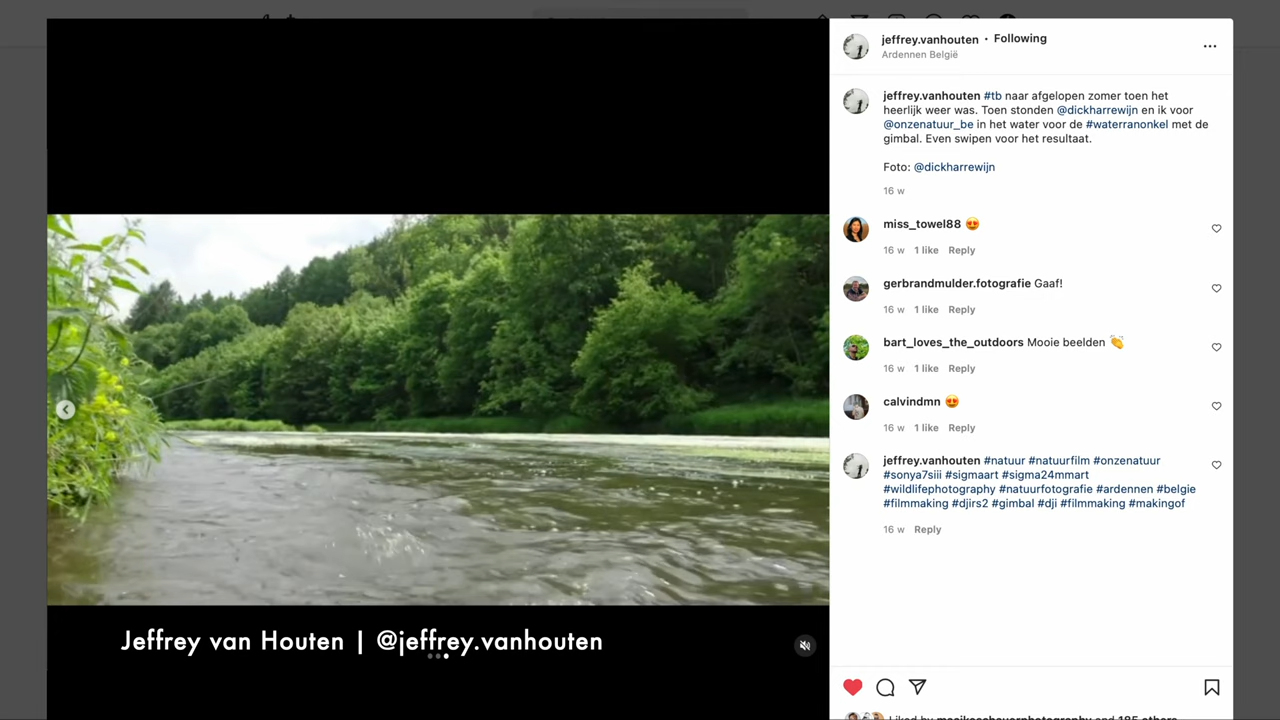 jeffrey.vanhouten • Following
Ardennen België
jeffrey.vanhouten #tb naar afgelopen zomer toen het
heerlijk weer was. Toen stonden @dickharrewijn en ik voor
@onzenatuur_be in het water voor de #waterranonkel met de
gimbal. Even swipen voor het resultaat.
Foto: @dickharrewijn
16 w
miss_towel88 😍
16 w 1 like Reply
gerbrandmulder.fotografie Gaaf!
16 w 1 like Reply
bart_loves_the_outdoors Mooie beelden 👏
16 w 1 like Reply
calvindmn 😍
16 w 1 like Reply
jeffrey.vanhouten #natuur #natuurfilm #onzenatuur
#sonya7siii #sigmaart #sigma24mmart
#wildlifephotography #natuurfotografie #ardennen #belgie
#filmmaking #djirs2 #gimbal #dji #filmmaking #makingof
16 w Reply
Jeffrey van Houten | @jeffrey.vanhouten